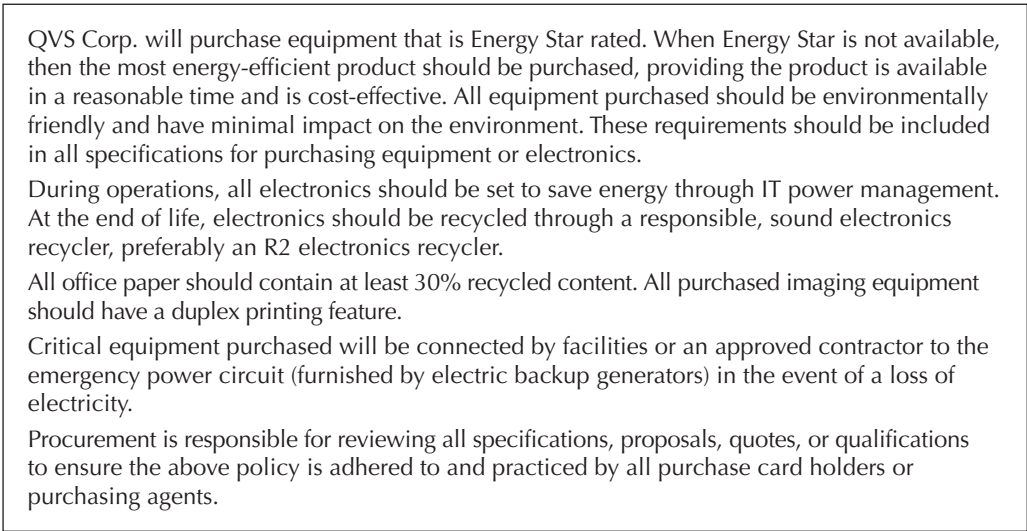 QVS Corp. will purchase equipment that is Energy Star rated. When Energy Star is not available,
then the most energy-efficient product should be purchased, providing the product is available
in a reasonable time and is cost-effective. All equipment purchased should be environmentally
friendly and have minimal impact on the environment. These requirements should be included
in all specifications for purchasing equipment or electronics.
During operations, all electronics should be set to save energy through IT power management.
At the end of life, electronics should be recycled through a responsible, sound electronics
recycler, preferably an R2 electronics recycler.
All office paper should contain at least 30% recycled content. All purchased imaging equipment
should have a duplex printing feature.
Critical equipment purchased will be connected by facilities or an approved contractor to the
emergency power circuit (furnished by electric backup generators) in the event of a loss of
electricity.
Procurement is responsible for reviewing all specifications, proposals, quotes, or qualifications
to ensure the above policy is adhered to and practiced by all purchase card holders or
purchasing agents.